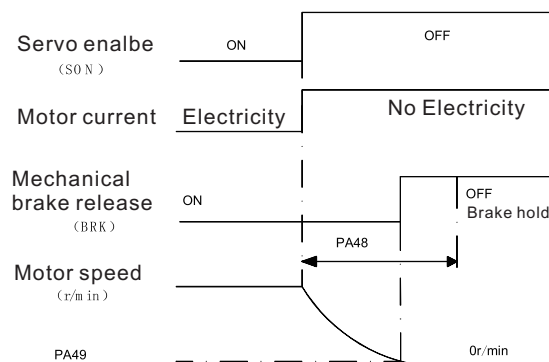 Servo enalbe
(SON)
ON
OFF
Motor current
Electricity
No Electricity
Mechanical
brake release
(BRK)
ON
OFF
Brake hold
PA48
Motor speed
(r/min)
PA49
0r/min